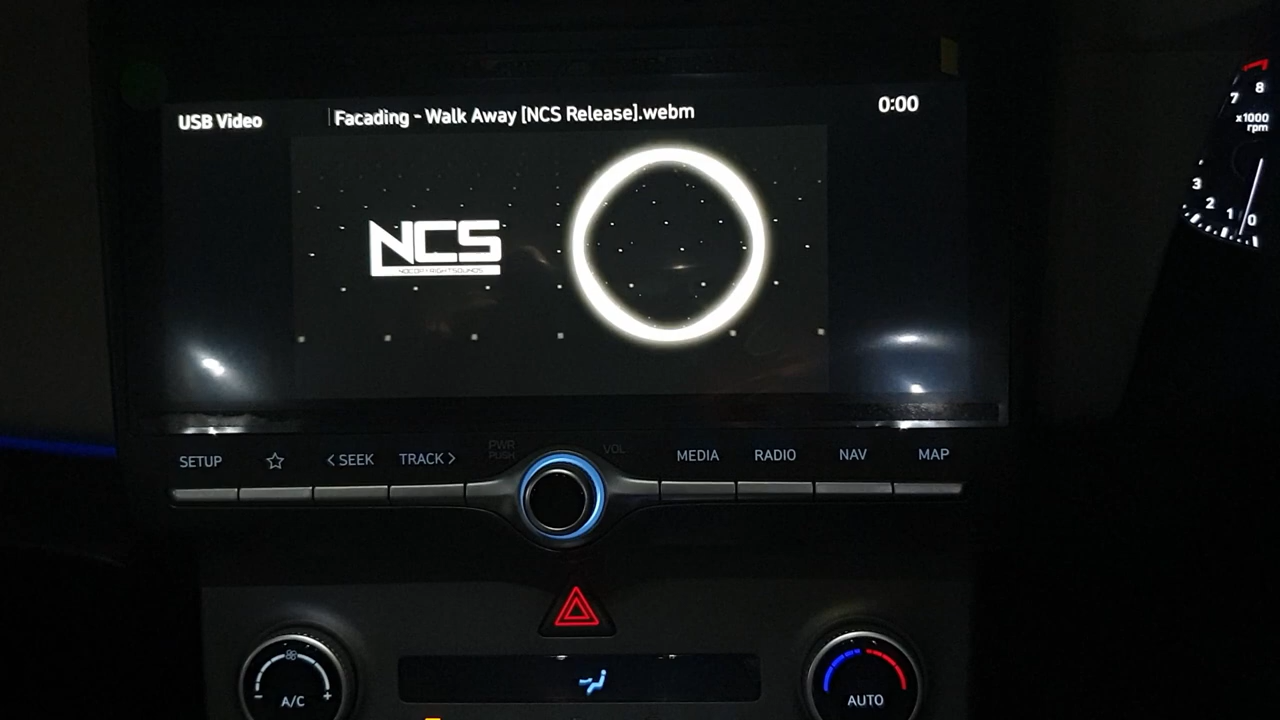 USB Video
Facading - Walk Away [NCS Release].webm
0:00
NCS
NOCOPYRIGHTSOUNDS
8
7
x1000
rpm
3
2
1
0
SETUP
< SEEK
TRACK >
PWR
PUSH
VOL
MEDIA
RADIO
NAV
MAP
A/C
- +
AUTO